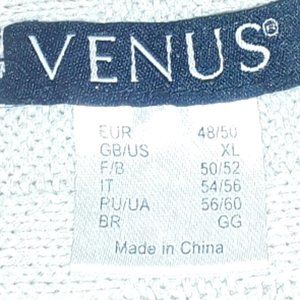 VENUS®
EUR 48/50
GB/US XL
F/B 50/52
IT 54/56
RU/UA 56/60
BR GG
Made in China